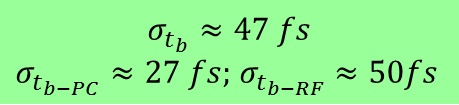 σ_{t_b} ≈ 47 fs
σ_{t_{b−PC}} ≈ 27 fs; σ_{t_{b−RF}} ≈ 50fs